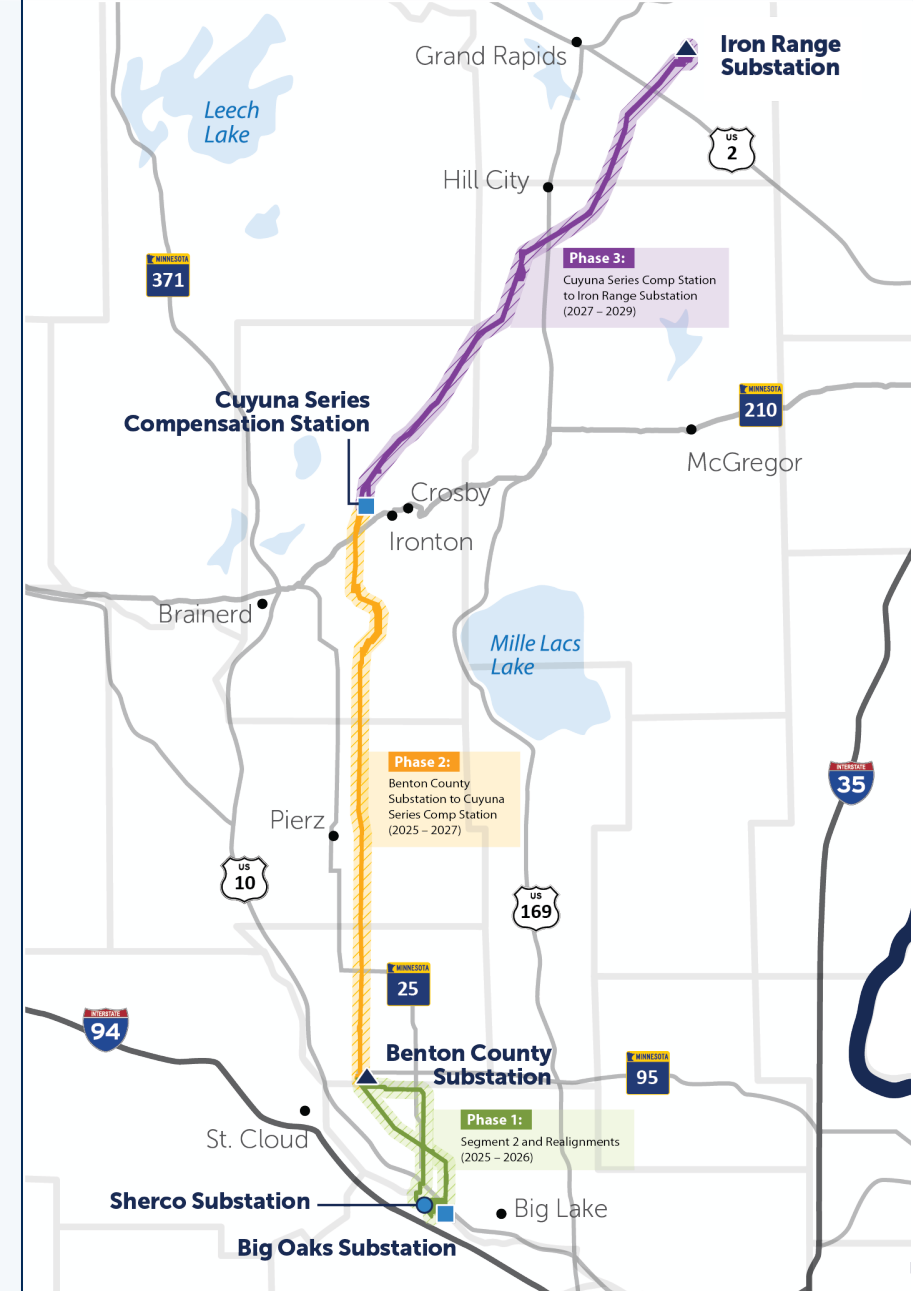 Grand Rapids
Iron Range
Substation
Leech
Lake
US
2
Hill City
Phase 3:
Cuyuna Series Comp Station
to Iron Range Substation
(2027 – 2029)
MINNESOTA
371
Cuyuna Series
Compensation Station
MINNESOTA
210
McGregor
Crosby
Ironton
Brainerd
Mille Lacs
Lake
Phase 2:
Benton County
Substation to Cuyuna
Series Comp Station
(2025 – 2027)
INTERSTATE
35
Pierz
US
10
US
169
MINNESOTA
25
INTERSTATE
94
Benton County
Substation
MINNESOTA
95
Phase 1:
Segment 2 and Realignments
(2025 – 2026)
St. Cloud
Sherco Substation
Big Lake
Big Oaks Substation